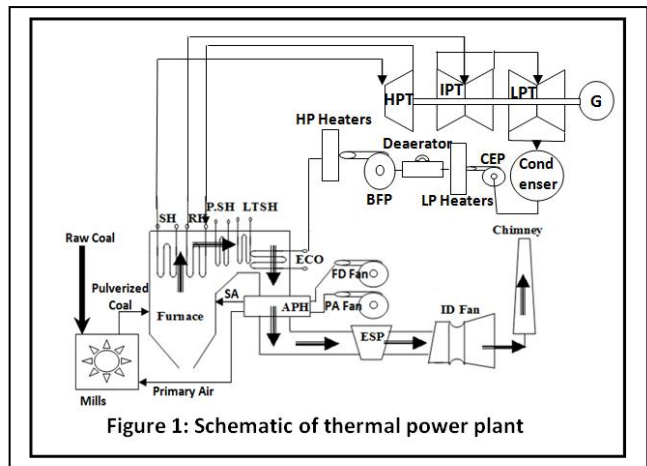 HPT
IPT
LPT
G
HP Heaters
Deaerator
CEP
Cond
enser
BFP
LP Heaters
SH
RH
P.SH
LTSH
Chimney
Raw Coal
ECO
Pulverized
Coal
SA
FD Fan
APH
PA Fan
Furnace
ID Fan
ESP
Primary Air
Mills
Figure 1: Schematic of thermal power plant